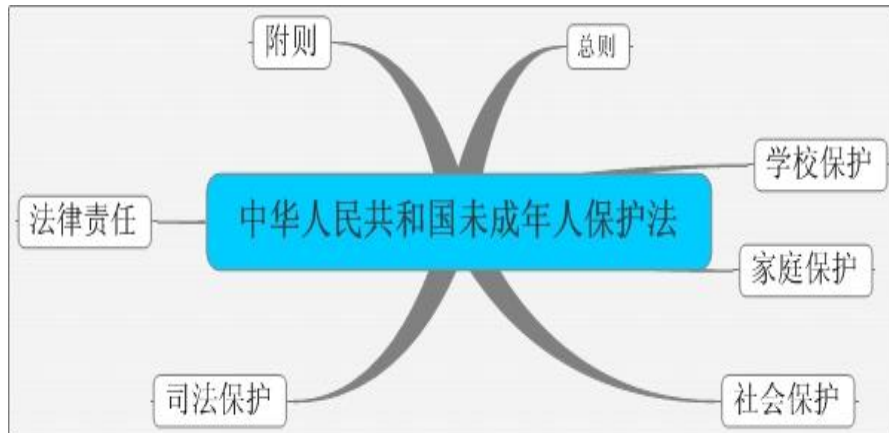 附则
总则
学校保护
中华人民共和国未成年人保护法
法律责任
家庭保护
司法保护
社会保护